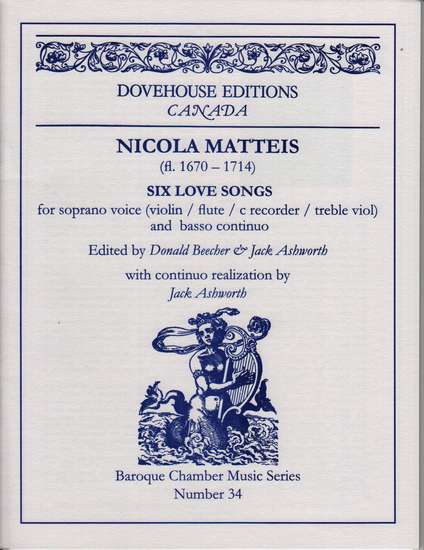 DOVEHOUSE EDITIONS
CANADA
NICOLA MATTEIS
(fl. 1670 – 1714)
SIX LOVE SONGS
for soprano voice (violin / flute / c recorder / treble viol)
and basso continuo
Edited by Donald Beecher & Jack Ashworth
with continuo realization by
Jack Ashworth
Baroque Chamber Music Series
Number 34